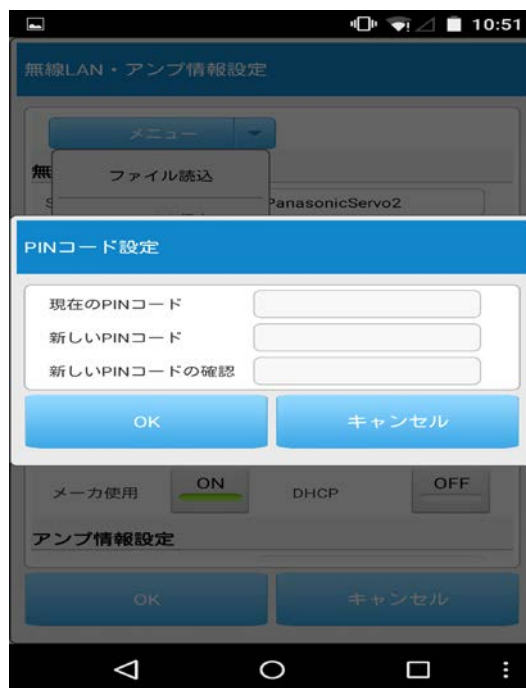 10:51
無線LAN・アンプ情報設定
メニュー
無
ファイル読込
PanasonicServo2
PINコード設定
現在のPINコード
新しいPINコード
新しいPINコードの確認
OK キャンセル
メーカ使用 ON DHCP OFF
アンプ情報設定
OK キャンセル